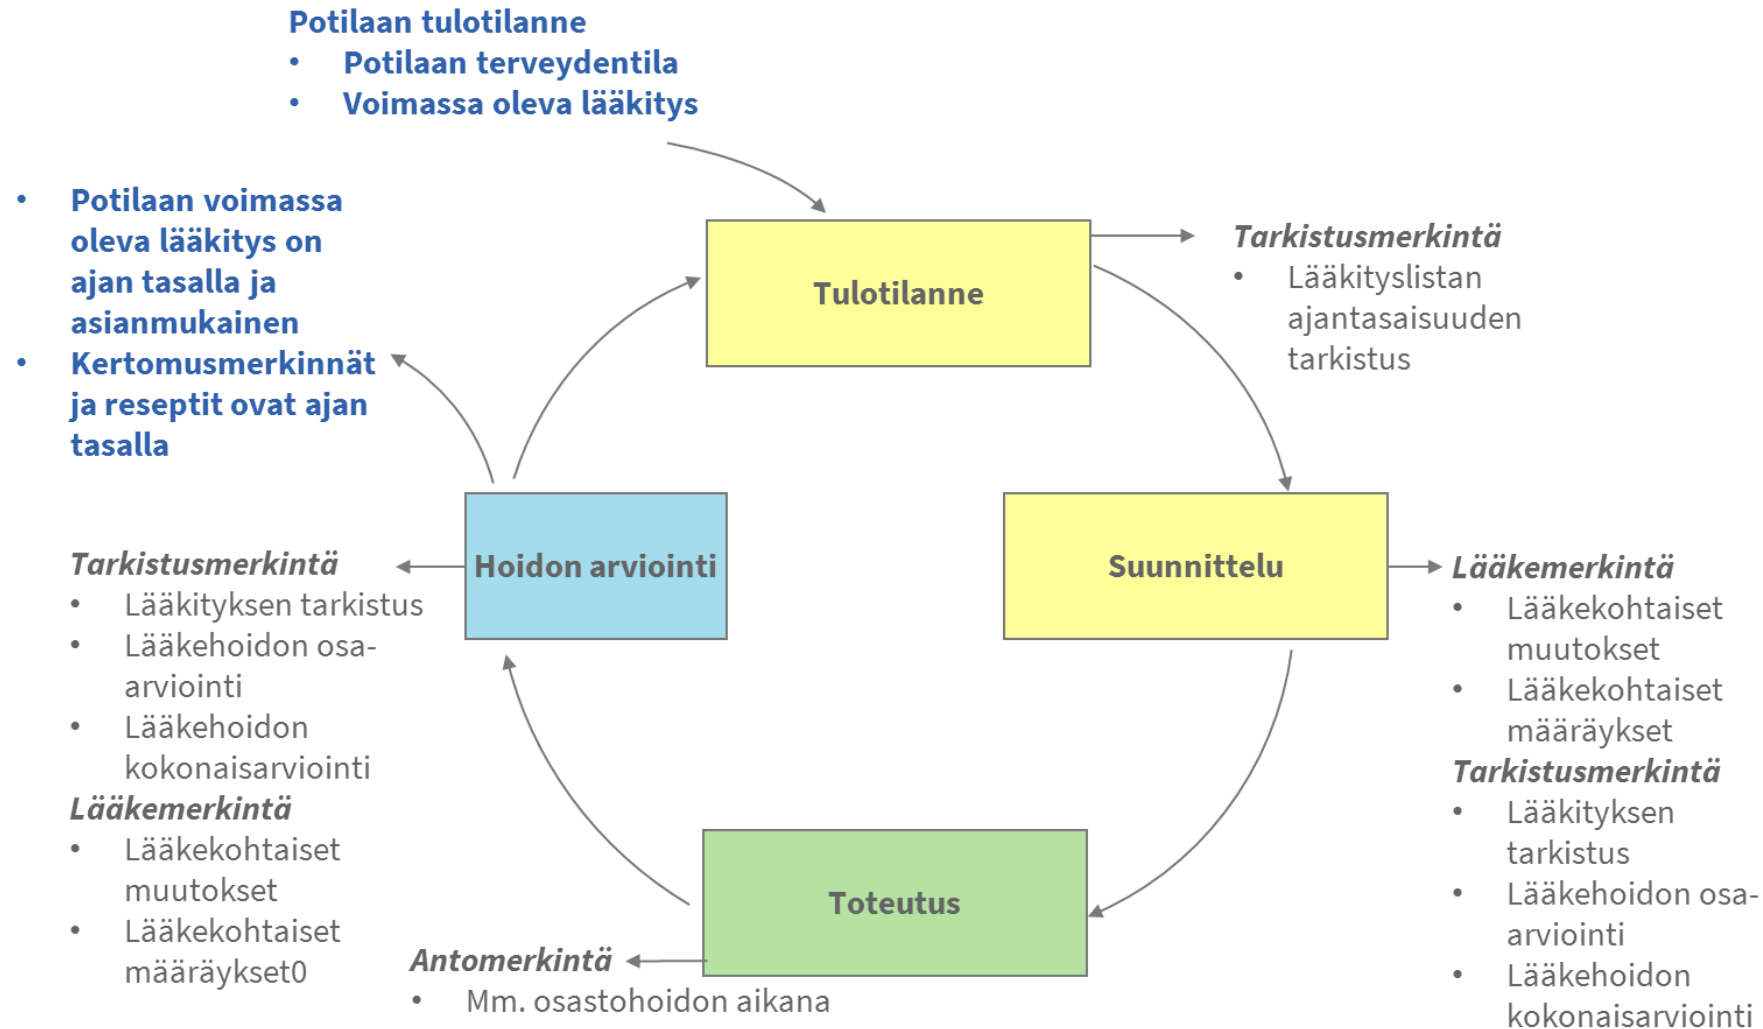 Potilaan tulotilanne
• Potilaan terveydentila
• Voimassa oleva lääkitys
• Potilaan voimassa
oleva lääkitys on
ajan tasalla ja
asianmukainen
• Kertomusmerkinnät
ja reseptit ovat ajan
tasalla
Tulotilanne
Tarkistusmerkintä
• Lääkityslistan
ajantasaisuuden
tarkistus
Suunnittelu
Lääkemerkintä
• Lääkekohtaiset
muutokset
• Lääkekohtaiset
määräykset
Tarkistusmerkintä
• Lääkityksen
tarkistus
• Lääkehoidon osa-
arviointi
• Lääkehoidon
kokonaisarviointi
Toteutus
Antomerkintä
• Mm. osastohoidon aikana
Hoidon arviointi
Tarkistusmerkintä
• Lääkityksen tarkistus
• Lääkehoidon osa-
arviointi
• Lääkehoidon
kokonaisarviointi
Lääkemerkintä
• Lääkekohtaiset
muutokset
• Lääkekohtaiset
määräykset0